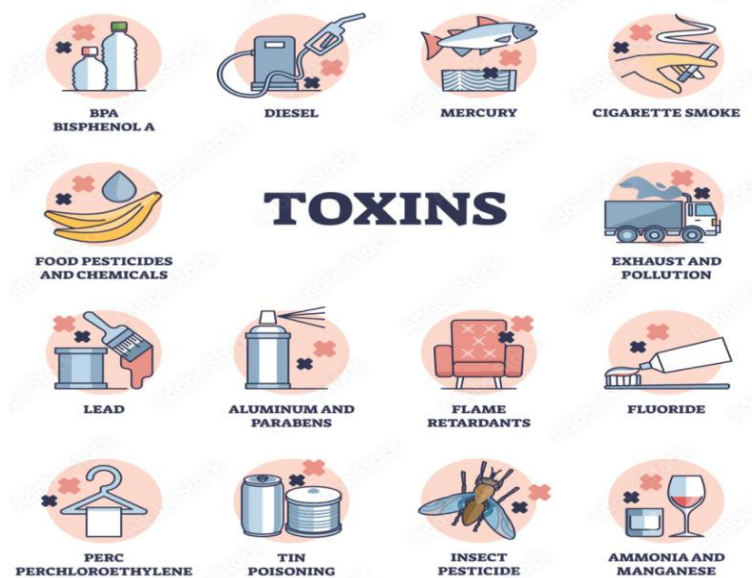 BPA
BISPHENOL A
DIESEL
MERCURY
CIGARETTE SMOKE
FOOD PESTICIDES
AND CHEMICALS
TOXINS
EXHAUST AND
POLLUTION
LEAD
ALUMINUM AND
PARABENS
FLAME
RETARDANTS
FLUORIDE
PERC
PERCHLOROETHYLENE
TIN
POISONING
INSECT
PESTICIDE
AMMONIA AND
MANGANESE